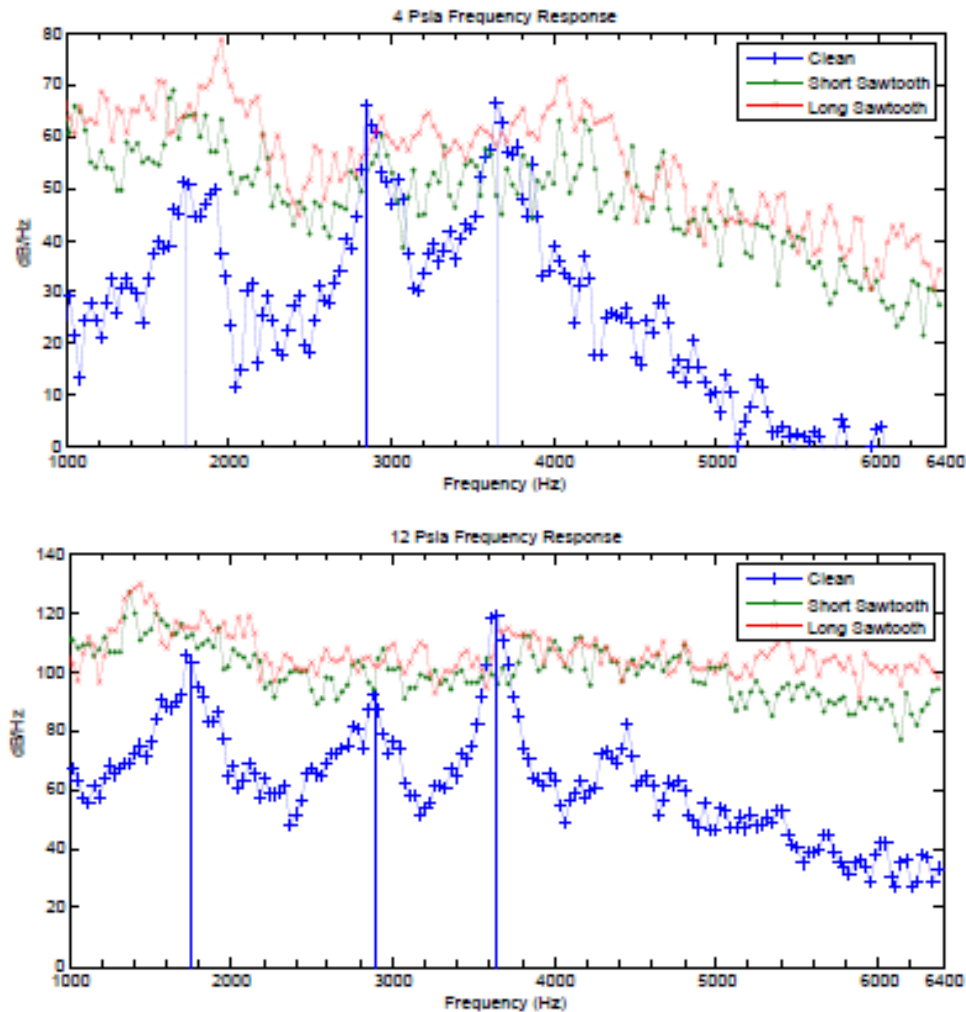 4 Psia Frequency Response
80
70
60
50
40
30
20
10
0
dB/Hz
Clean
Short Sawtooth
Long Sawtooth
1000 2000 3000 4000 5000 6000 6400
Frequency (Hz)
12 Psia Frequency Response
140
120
100
80
60
40
20
0
dB/Hz
Clean
Short Sawtooth
Long Sawtooth
1000 2000 3000 4000 5000 6000 6400
Frequency (Hz)